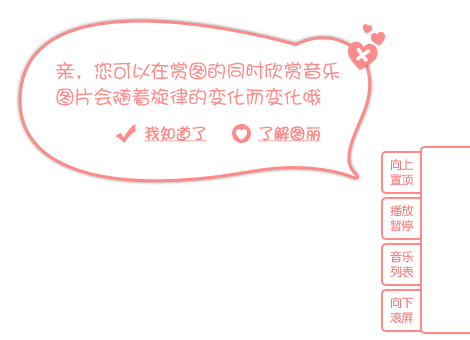 亲，您可以在赏图的同时欣赏音乐
图片会随着旋律的变化而变化哦
我知道了 了解图丽
向上
置顶
播放
暂停
音乐
列表
向下
滚屏